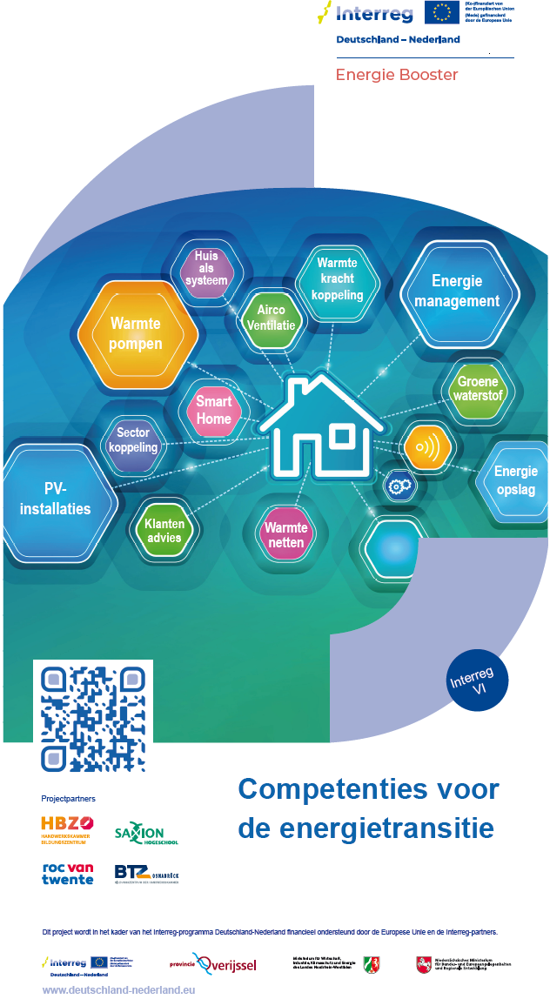 Interreg
(Ko-)finanziert von
der Europäischen Union
(Mede) gefinancierd
door de Europese Unie
Deutschland – Nederland
Energie Booster
Huis
als
systeem
Warmte
kracht
koppeling
Energie
management
Airco
Ventilatie
Warmte
pompen
Groene
waterstof
Smart
Home
Sector
koppeling
Energie
opslag
PV-
installaties
Klanten
advies
Warmte
netten
Interreg
VI
Competenties voor
de energietransitie
Projectpartners
HBZ
HANDWERKSKAMMER
BILDUNGSZENTRUM
SAXION
HOGESCHOOL
roc van
twente
BTZ OSNABRÜCK
BILDUNGSZENTRUM DES HANDWERKS
Dit project wordt in het kader van het Interreg-programma Deutschland-Nederland financieel ondersteund door de Europese Unie en de Interreg-partners.
Interreg
Deutschland–Nederland
provincie Overijssel
Ministerium für Wirtschaft,
Industrie, Klimaschutz und Energie
des Landes Nordrhein-Westfalen
Niedersächsisches Ministerium
für Bundes- und Europaangelegenheiten
und Regionale Entwicklung
www.deutschland-nederland.eu